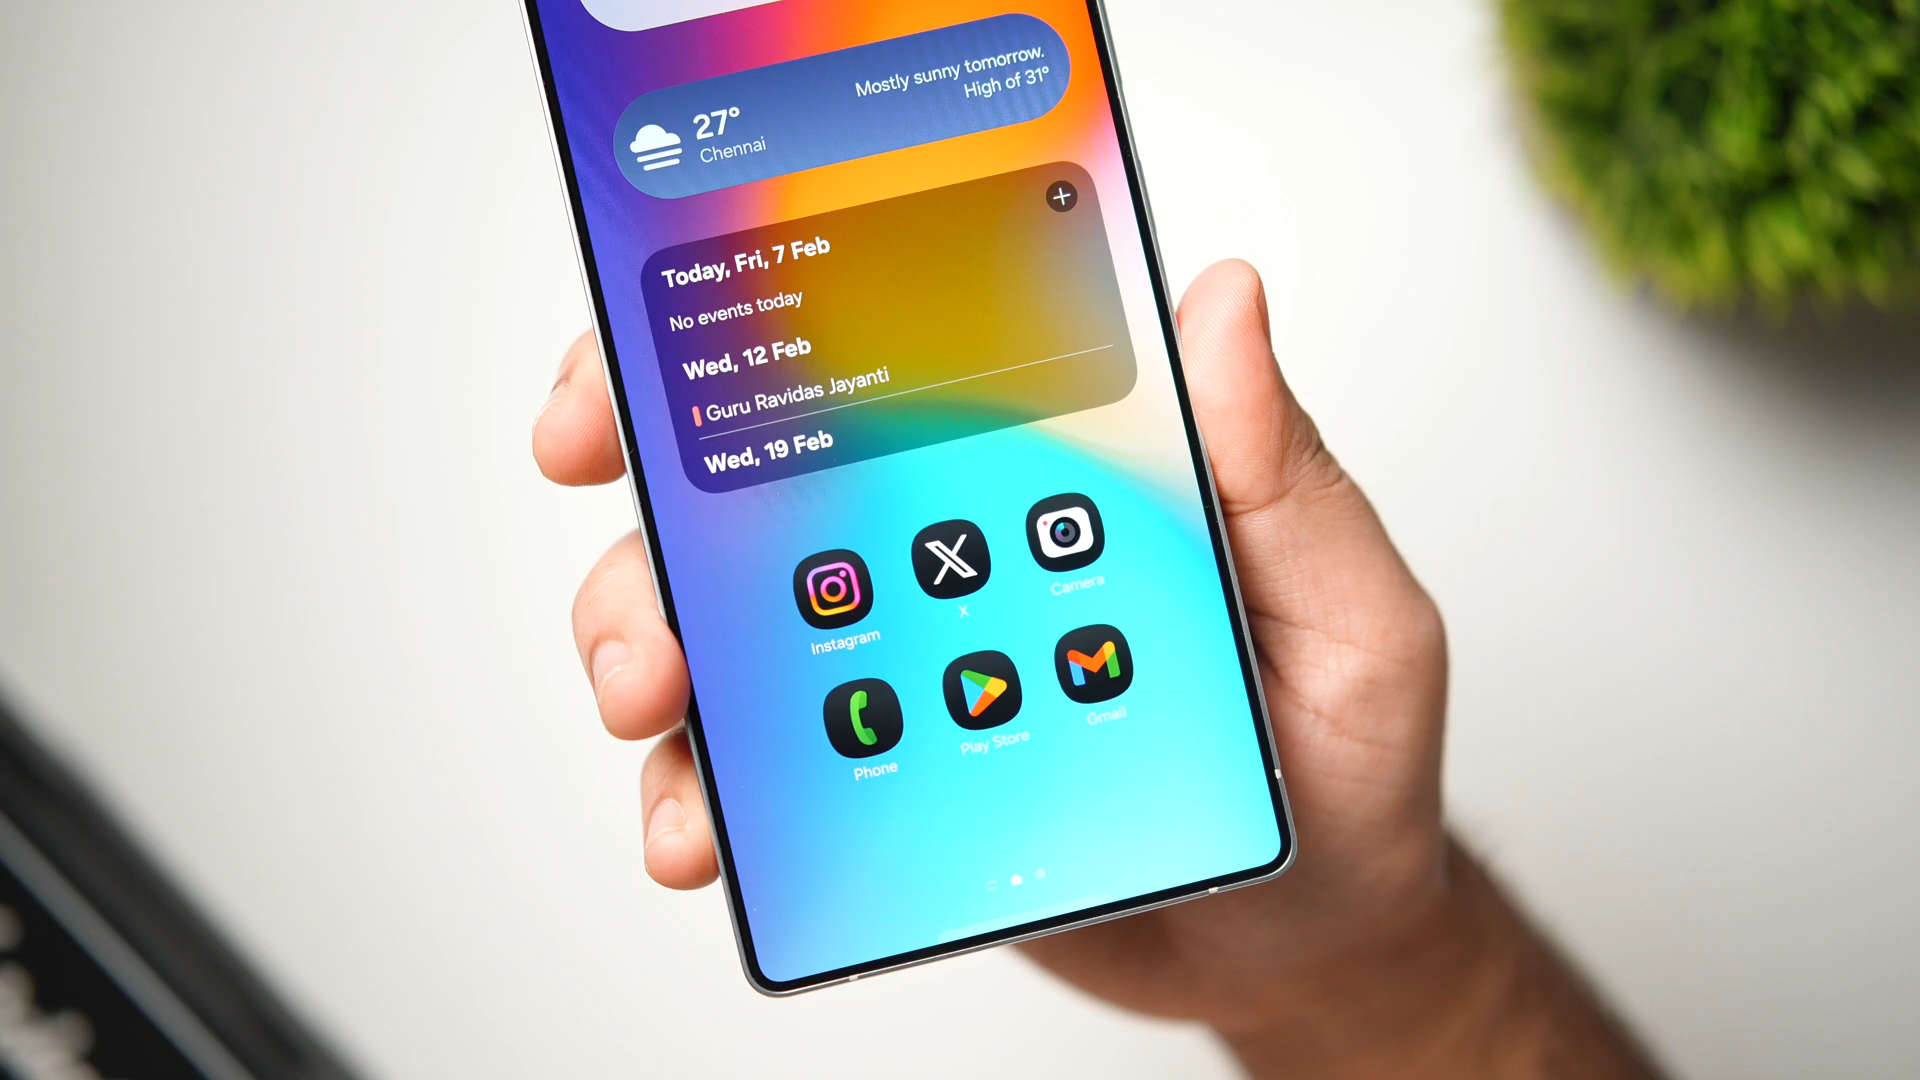 Mostly sunny tomorrow.
High of 31°
27°
Chennai
Today, Fri, 7 Feb
No events today
Wed, 12 Feb
Guru Ravidas Jayanti
Wed, 19 Feb
Instagram
X
Camera
Phone
Play Store
Gmail